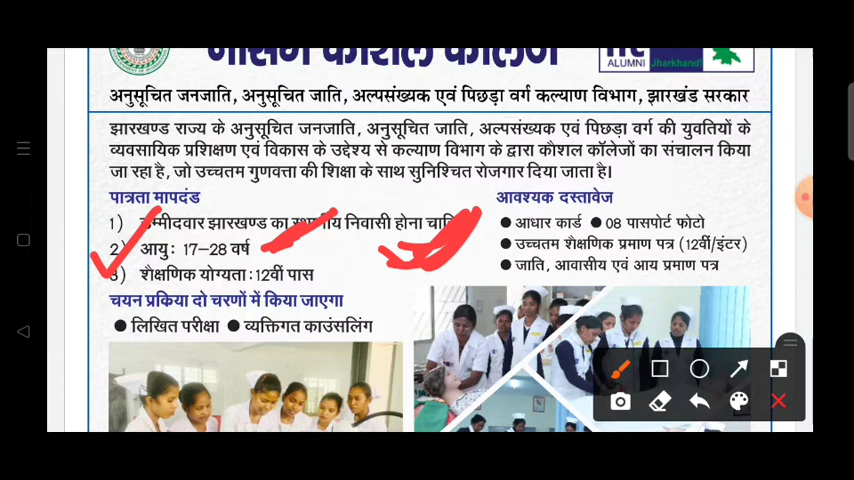 नर्सिंग कौशल कॉलेज
ALUMNI Jharkhand
अनुसूचित जनजाति, अनुसूचित जाति, अल्पसंख्यक एवं पिछड़ा वर्ग कल्याण विभाग, झारखंड सरकार
झारखण्ड राज्य के अनुसूचित जनजाति, अनुसूचित जाति, अल्पसंख्यक एवं पिछड़ा वर्ग की युवतियों के
व्यवसायिक प्रशिक्षण एवं विकास के उद्देश्य से कल्याण विभाग के द्वारा कौशल कॉलेजों का संचालन किया
जा रहा है, जो उच्चतम गुणवत्ता की शिक्षा के साथ सुनिश्चित रोजगार दिया जाता है।
पात्रता मापदंड
1) उम्मीदवार झारखण्ड का स्थानीय निवासी होना
2) आयु: 17–28 वर्ष
3) शैक्षणिक योग्यता: 12वीं पास
चयन प्रकिया दो चरणों में किया जाएगा
● लिखित परीक्षा ● व्यक्तिगत काउंसलिंग
आवश्यक दस्तावेज
● आधार कार्ड ● 08 पासपोर्ट फोटो
● उच्चतम शैक्षणिक प्रमाण पत्र (12वीं/इंटर)
● जाति, आवासीय एवं आय प्रमाण पत्र